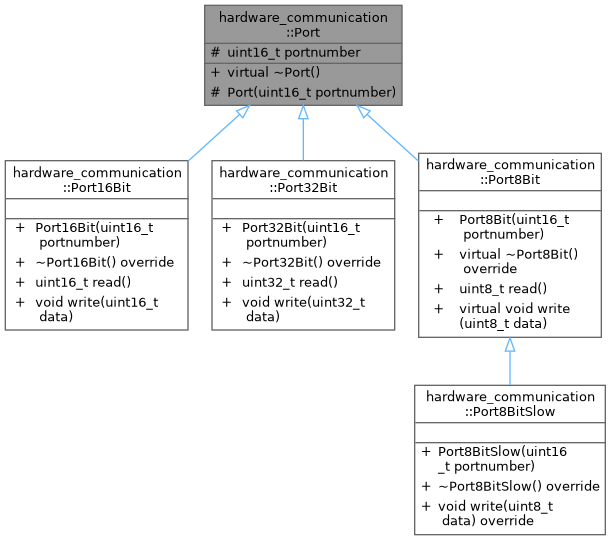 hardware_communication
::Port
# uint16_t portnumber
+ virtual ~Port()
# Port(uint16_t portnumber)
hardware_communication
::Port16Bit
+ Port16Bit(uint16_t
portnumber)
+ ~Port16Bit() override
+ uint16_t read()
+ void write(uint16_t
data)
hardware_communication
::Port32Bit
+ Port32Bit(uint16_t
portnumber)
+ ~Port32Bit() override
+ uint32_t read()
+ void write(uint32_t
data)
hardware_communication
::Port8Bit
+ Port8Bit(uint16_t
portnumber)
+ virtual ~Port8Bit()
override
+ uint8_t read()
+ virtual void write
(uint8_t data)
hardware_communication
::Port8BitSlow
+ Port8BitSlow(uint16
_t portnumber)
+ ~Port8BitSlow() override
+ void write(uint8_t
data) override